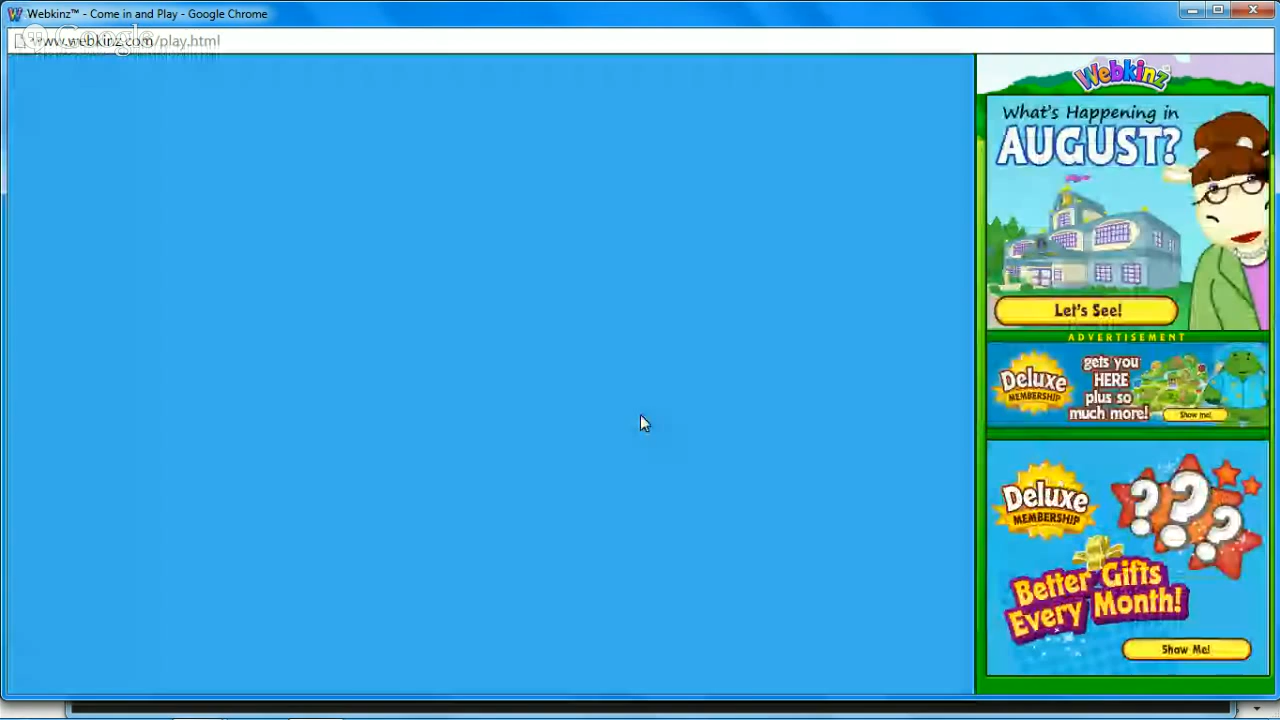 Webkinz™ - Come in and Play - Google Chrome
www.webkinz.com/play.html
Google
Webkinz
What's Happening in
AUGUST?
Let's See!
ADVERTISEMENT
Deluxe
MEMBERSHIP
gets you
HERE
plus so
much more!
Show me!
Deluxe
MEMBERSHIP
???
Better Gifts
Every Month!
Show Me!